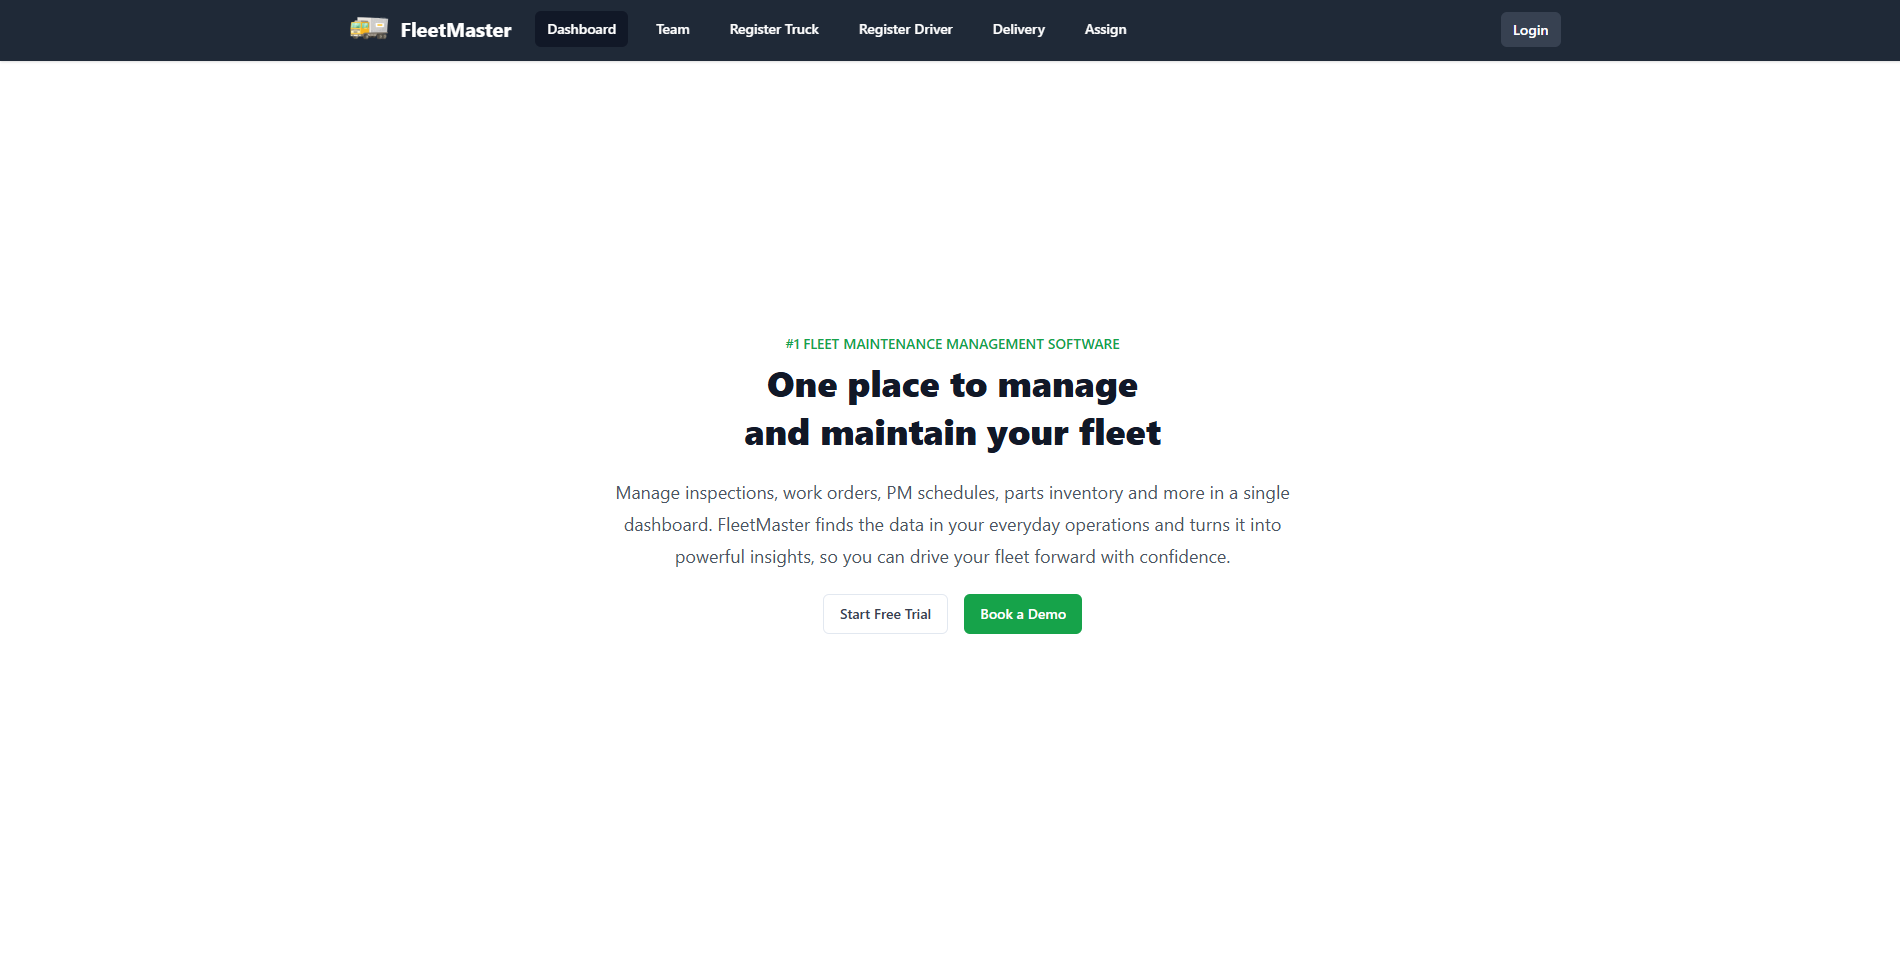 FleetMaster
Dashboard
Team
Register Truck
Register Driver
Delivery
Assign
Login
#1 FLEET MAINTENANCE MANAGEMENT SOFTWARE
One place to manage
and maintain your fleet
Manage inspections, work orders, PM schedules, parts inventory and more in a single
dashboard. FleetMaster finds the data in your everyday operations and turns it into
powerful insights, so you can drive your fleet forward with confidence.
Start Free Trial
Book a Demo